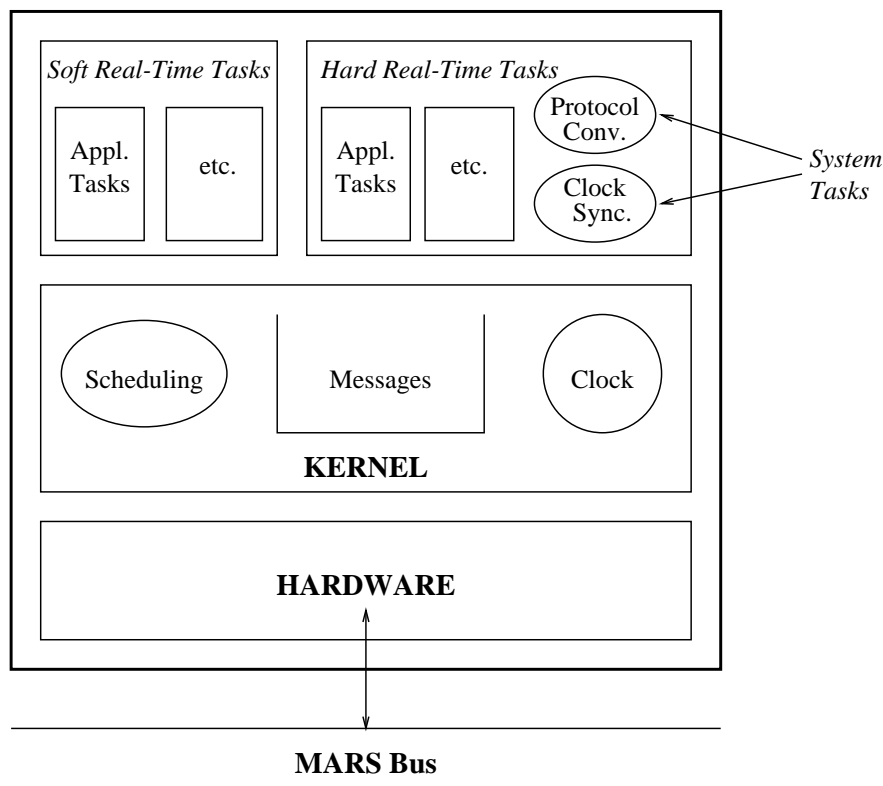 Soft Real-Time Tasks
Hard Real-Time Tasks
Appl.
Tasks
etc.
Appl.
Tasks
etc.
Protocol
Conv.
Clock
Sync.
System
Tasks
Scheduling
Messages
Clock
KERNEL
HARDWARE
MARS Bus